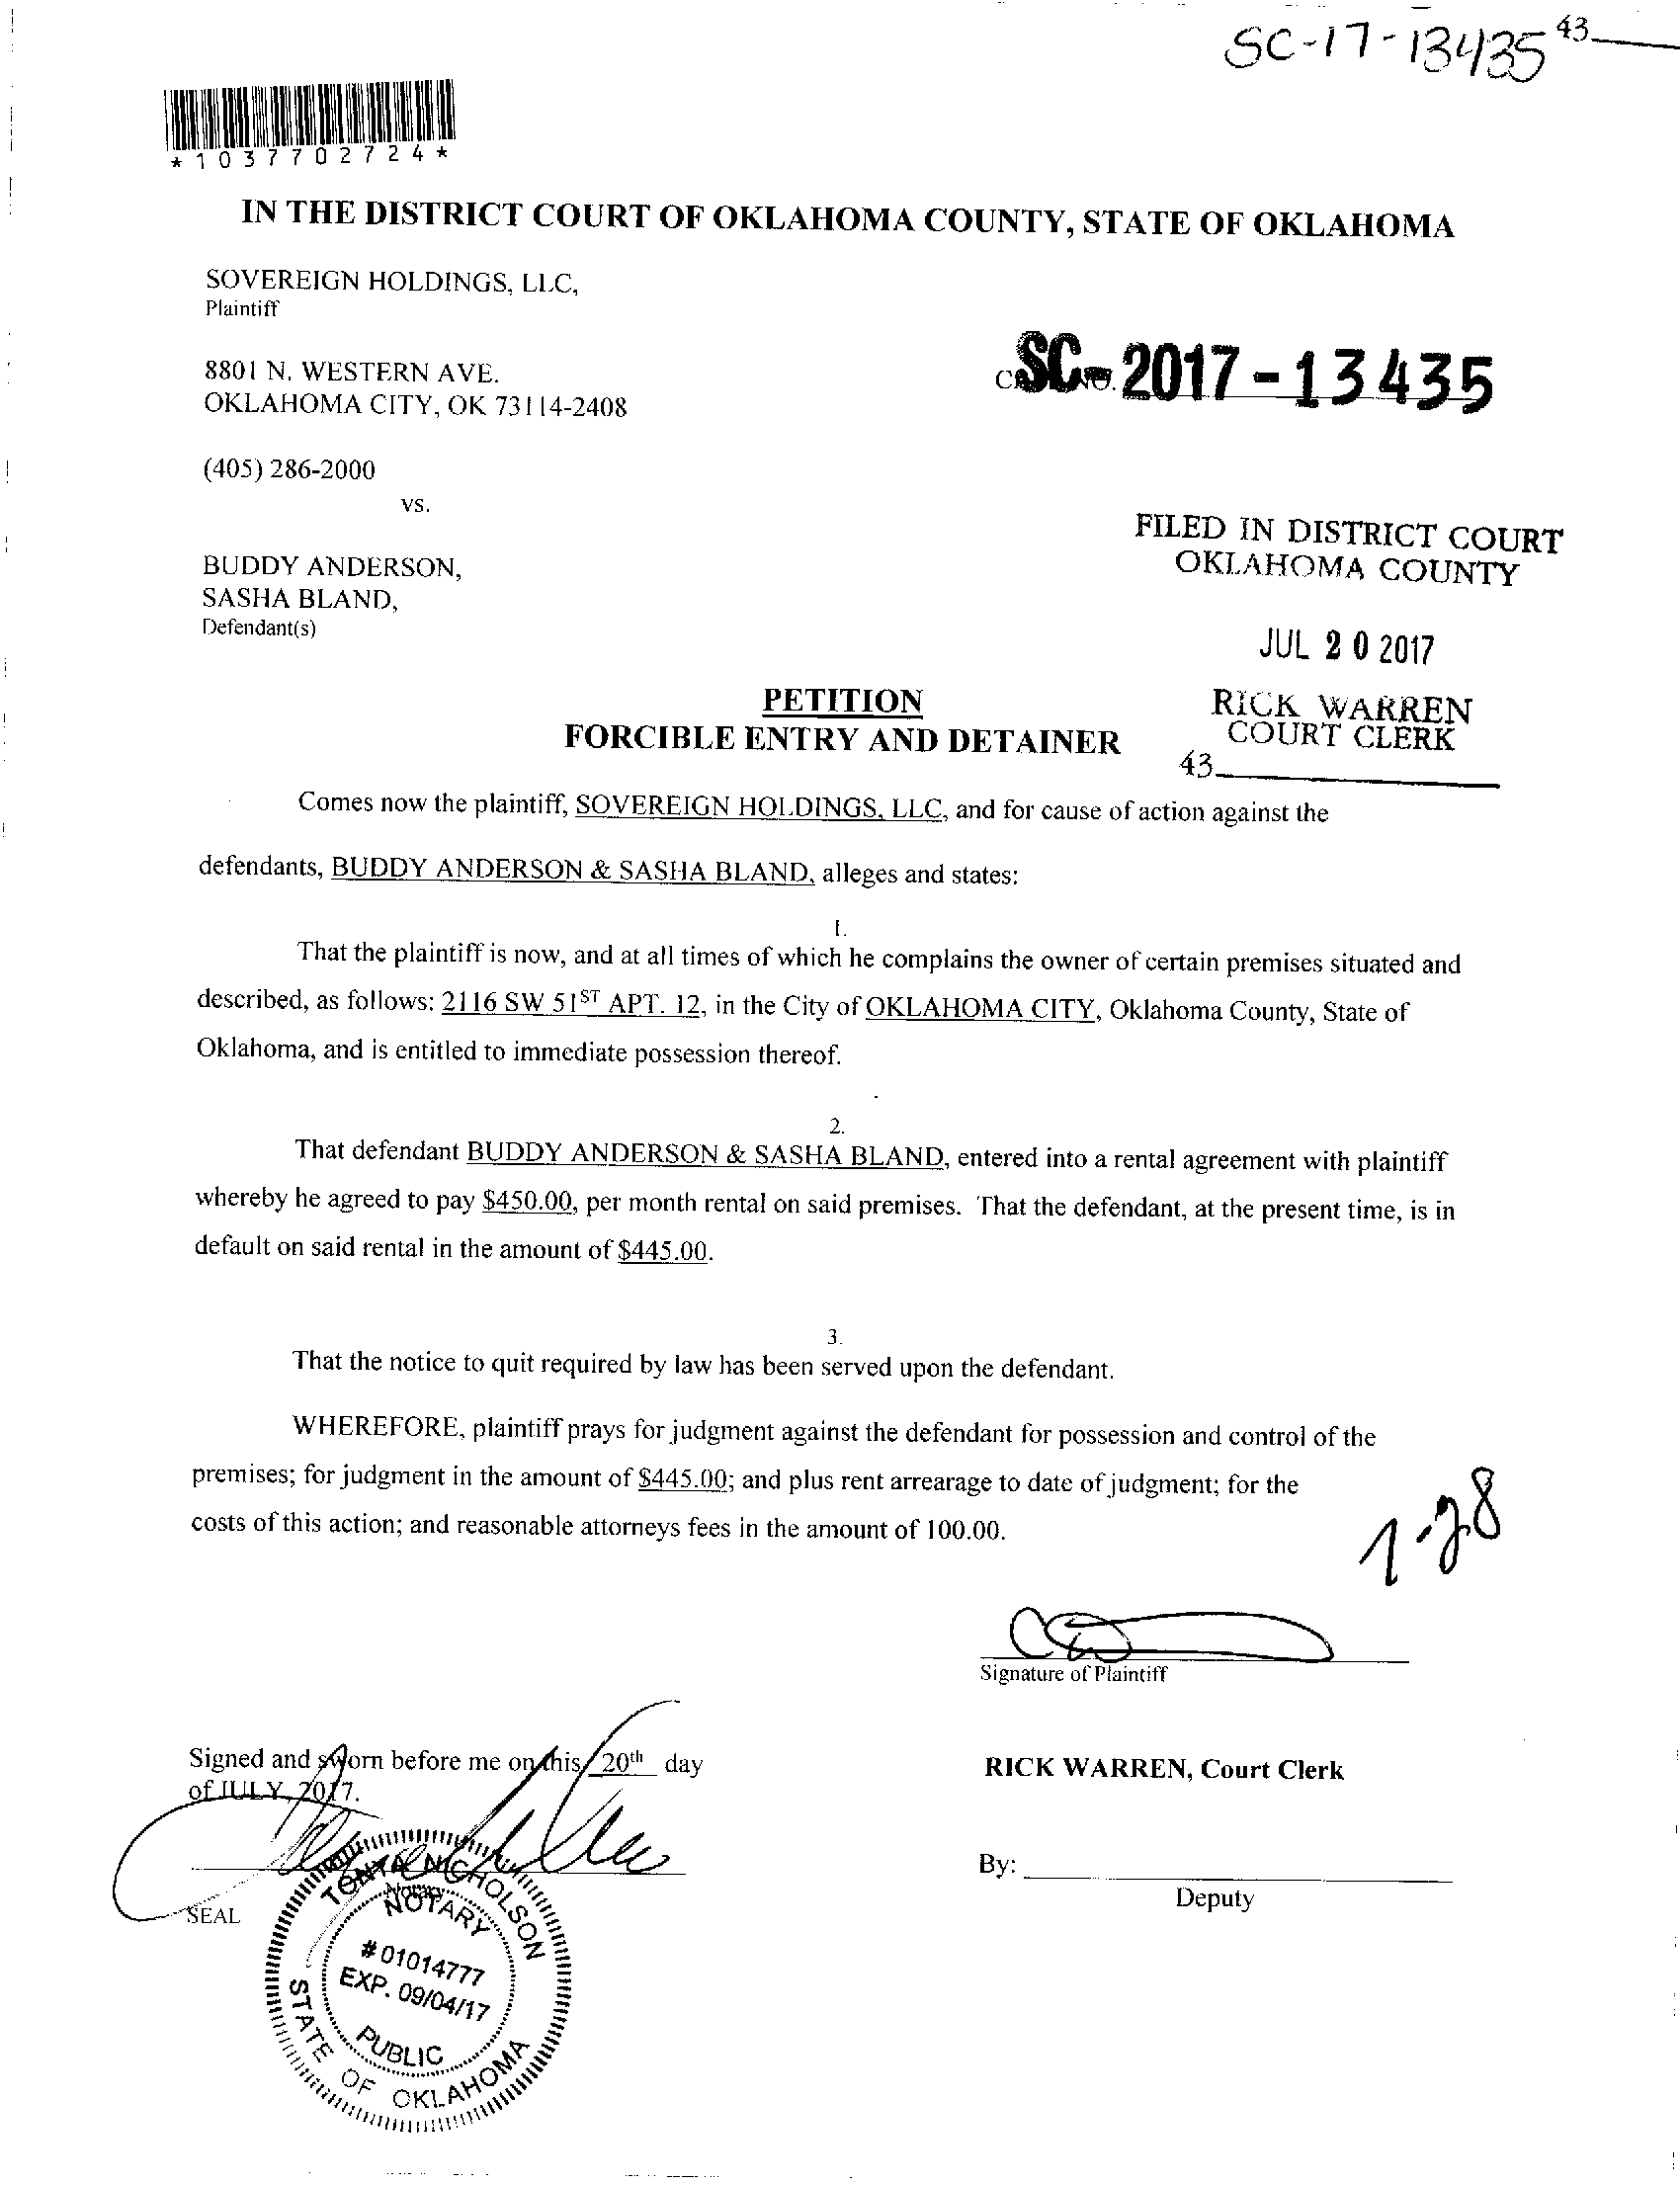 SC-17-13435 43
*1037702724*
IN THE DISTRICT COURT OF OKLAHOMA COUNTY, STATE OF OKLAHOMA
SOVEREIGN HOLDINGS, LLC,
Plaintiff
8801 N. WESTERN AVE.
SC-2017-13435
OKLAHOMA CITY, OK 73114-2408
(405) 286-2000
vs.
FILED IN DISTRICT COURT
OKLAHOMA COUNTY
BUDDY ANDERSON,
SASHA BLAND,
Defendant(s)
JUL 20 2017
PETITION
RICK WARREN
COURT CLERK
FORCIBLE ENTRY AND DETAINER
43
Comes now the plaintiff, SOVEREIGN HOLDINGS, LLC, and for cause of action against the
defendants, BUDDY ANDERSON & SASHA BLAND, alleges and states:
1.
That the plaintiff is now, and at all times of which he complains the owner of certain premises situated and
described, as follows: 2116 SW 51ST APT. 12, in the City of OKLAHOMA CITY, Oklahoma County, State of
Oklahoma, and is entitled to immediate possession thereof.
2.
That defendant BUDDY ANDERSON & SASHA BLAND, entered into a rental agreement with plaintiff
whereby he agreed to pay $450.00, per month rental on said premises. That the defendant, at the present time, is in
default on said rental in the amount of $445.00.
3.
That the notice to quit required by law has been served upon the defendant.
WHEREFORE, plaintiff prays for judgment against the defendant for possession and control of the
premises; for judgment in the amount of $445.00; and plus rent arrearage to date of judgment; for the
costs of this action; and reasonable attorneys fees in the amount of 100.00.
Signature of Plaintiff
Signed and sworn before me on this 20th day
of JULY, 2017.
RICK WARREN, Court Clerk
By:
Deputy
Notary
SEAL
TONYA NICHOLSON
NOTARY
#01014777
EXP. 09/04/17
PUBLIC
STATE OF OKLAHOMA